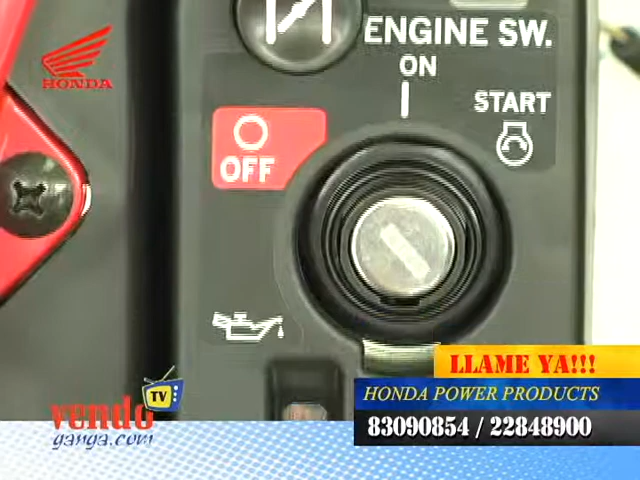 HONDA
ENGINE SW.
ON
START
OFF
TV
vendo
ganga.com
LLAME YA!!!
HONDA POWER PRODUCTS
83090854 / 22848900